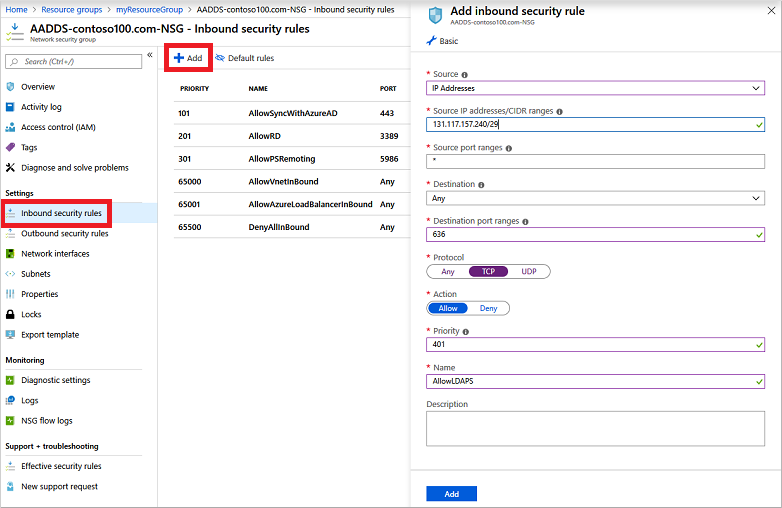 Home > Resource groups > myResourceGroup > AADDS-contoso100.com-NSG - Inbound security rules
AADDS-contoso100.com-NSG - Inbound security rules
Network security group
«
Search (Ctrl+/)
Overview
Activity log
Access control (IAM)
Tags
Diagnose and solve problems
Settings
Inbound security rules
Outbound security rules
Network interfaces
Subnets
Properties
Locks
Export template
Monitoring
Diagnostic settings
Logs
NSG flow logs
Support + troubleshooting
Effective security rules
New support request
Add Default rules
PRIORITY NAME PORT
101 AllowSyncWithAzureAD 443
201 AllowRD 3389
301 AllowPSRemoting 5986
65000 AllowVnetInBound Any
65001 AllowAzureLoadBalancerInBound Any
65500 DenyAllInBound Any
Add inbound security rule
Basic
* Source
IP Addresses
* Source IP addresses/CIDR ranges
131.117.157.240/29
* Source port ranges
*
* Destination
Any
* Destination port ranges
636
* Protocol
Any TCP UDP
* Action
Allow Deny
* Priority
401
* Name
AllowLDAPS
Description
Add